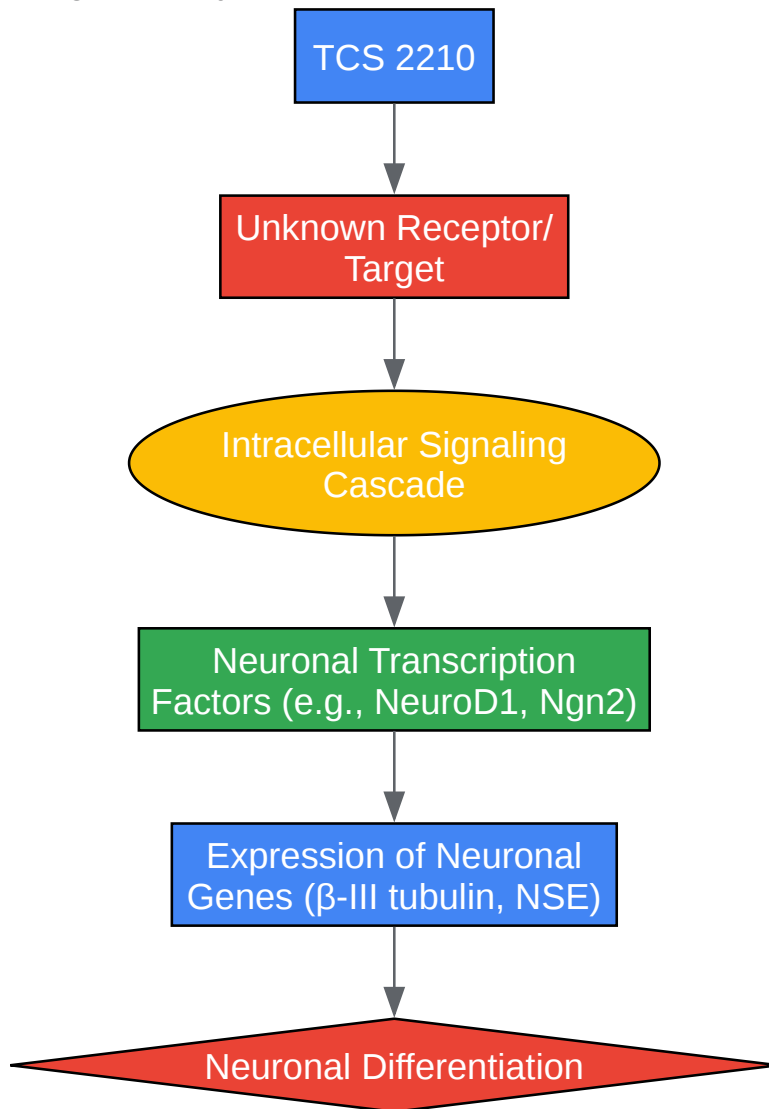 TCS 2210
Unknown Receptor/
Target
Intracellular Signaling
Cascade
Neuronal Transcription
Factors (e.g., NeuroD1, Ngn2)
Expression of Neuronal
Genes (β-III tubulin, NSE)
Neuronal Differentiation